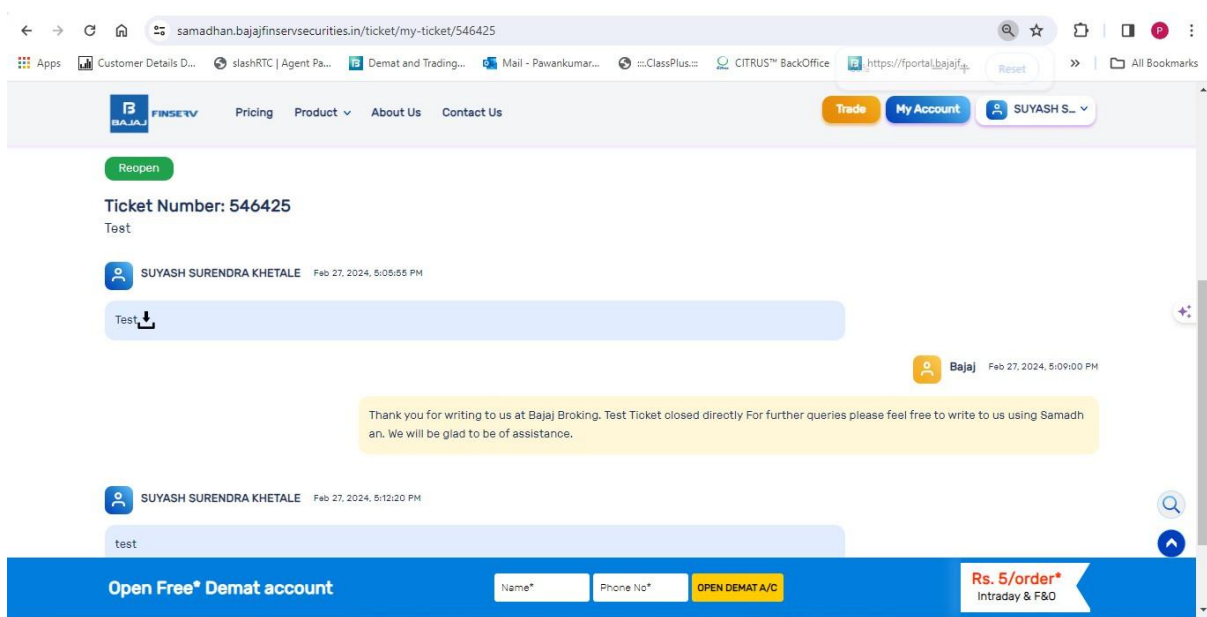 samadhan.bajajfinservsecurities.in/ticket/my-ticket/546425
Apps Customer Details D... slashRTC | Agent Pa... Demat and Trading... Mail - Pawankumar... :::.ClassPlus.::: CITRUS™ BackOffice https://fportal.bajajf... Reset » All Bookmarks
P
B BAJAJ FINSERV Pricing Product About Us Contact Us Trade My Account SUYASH S...
Reopen
Ticket Number: 546425
Test
SUYASH SURENDRA KHETALE Feb 27, 2024, 5:05:55 PM
Test
Bajaj Feb 27, 2024, 5:09:00 PM
Thank you for writing to us at Bajaj Broking. Test Ticket closed directly For further queries please feel free to write to us using Samadh
an. We will be glad to be of assistance.
SUYASH SURENDRA KHETALE Feb 27, 2024, 5:12:20 PM
test
Open Free* Demat account Name* Phone No* OPEN DEMAT A/C Rs. 5/order*
Intraday & F&O